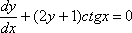 dy/dx + (2y + 1)ctgx = 0